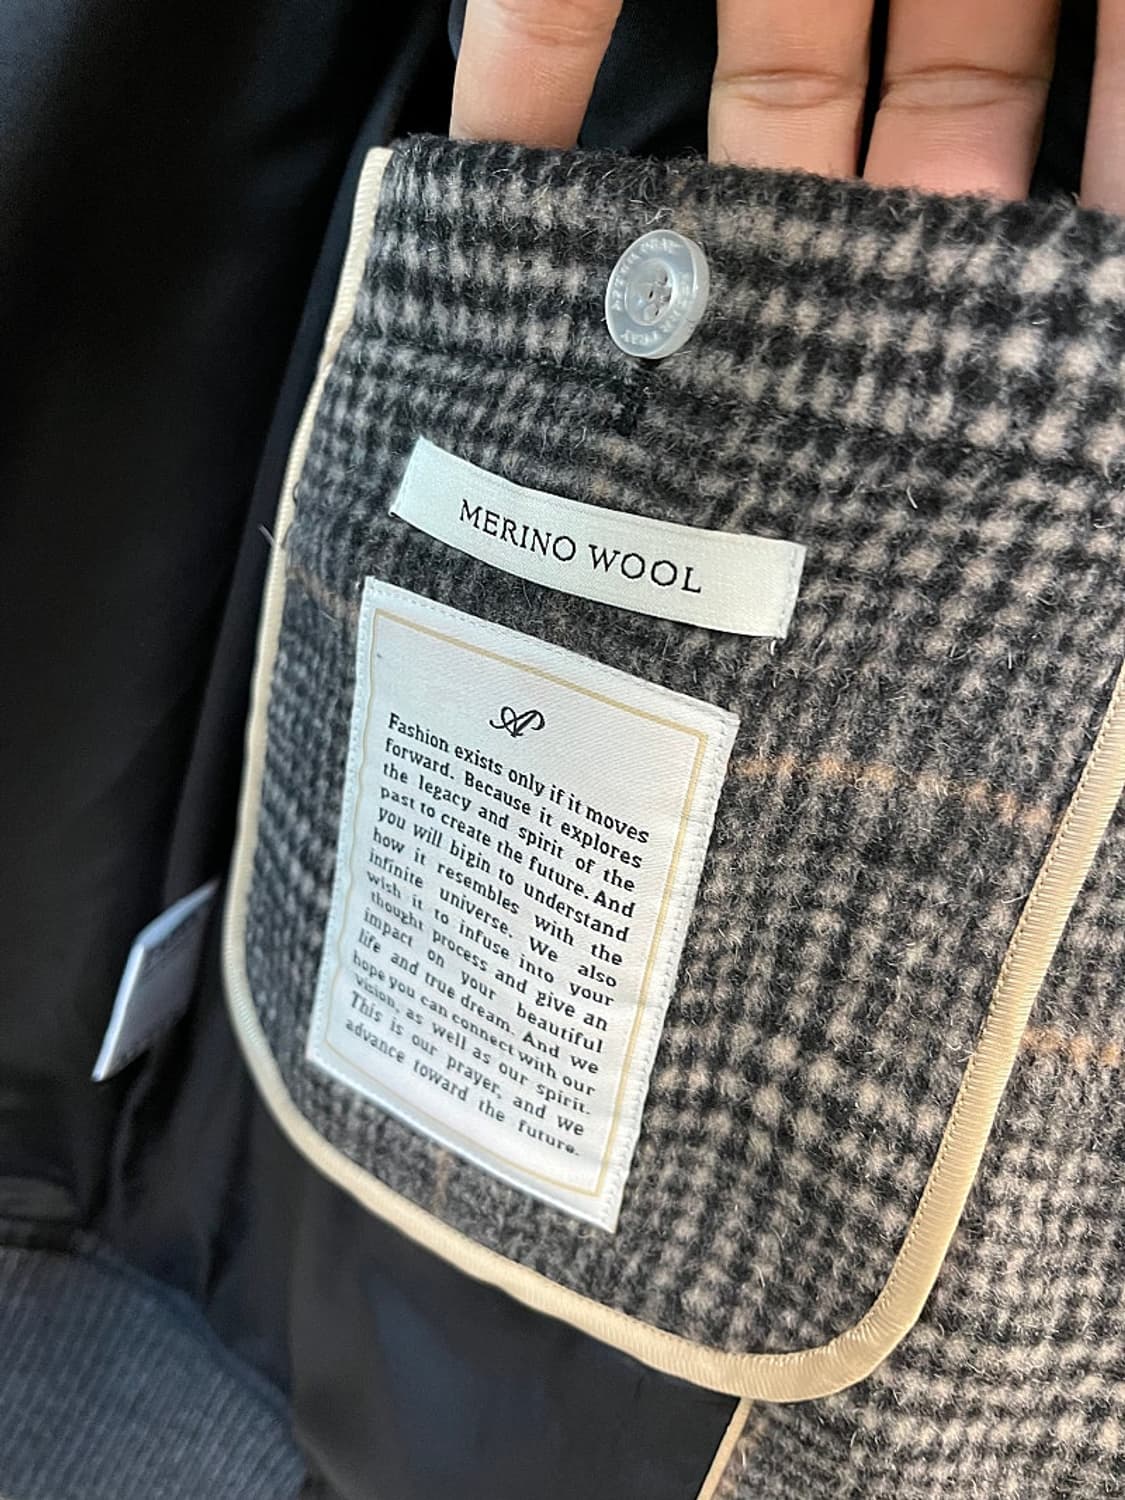 MERINO WOOL
AP
Fashion exists only if it moves
forward. Because it explores
the legacy and spirit of the
past to create the future. And
you will bigin to understand
how it resembles with the
infinite universe. We also
wish it to infuse into your
thought process and give an
impact on your beautiful
life and true dream. And we
hope you can connect with our
vision, as well as our spirit.
This is our prayer, and we
advance toward the future.